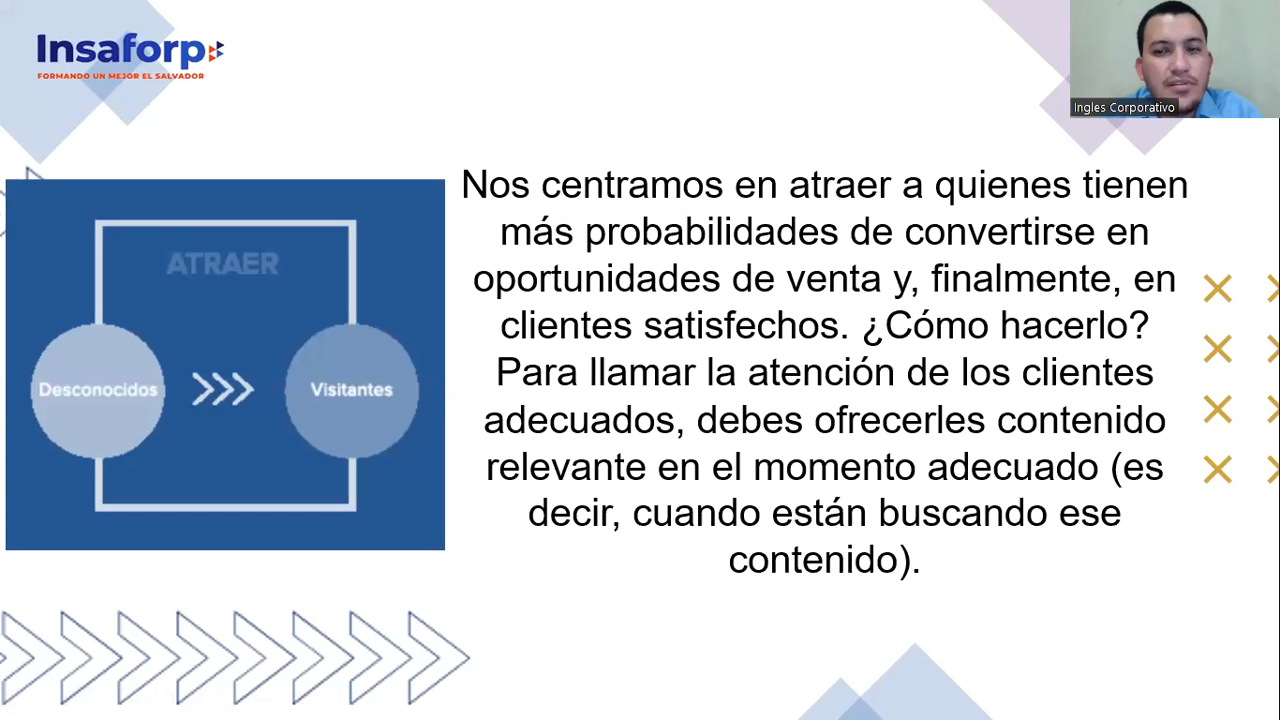 Insaforp
FORMANDO UN MEJOR EL SALVADOR
Ingles Corporativo
ATRAER
Desconocidos
Visitantes
Nos centramos en atraer a quienes tienen
más probabilidades de convertirse en
oportunidades de venta y, finalmente, en
clientes satisfechos. ¿Cómo hacerlo?
Para llamar la atención de los clientes
adecuados, debes ofrecerles contenido
relevante en el momento adecuado (es
decir, cuando están buscando ese
contenido).